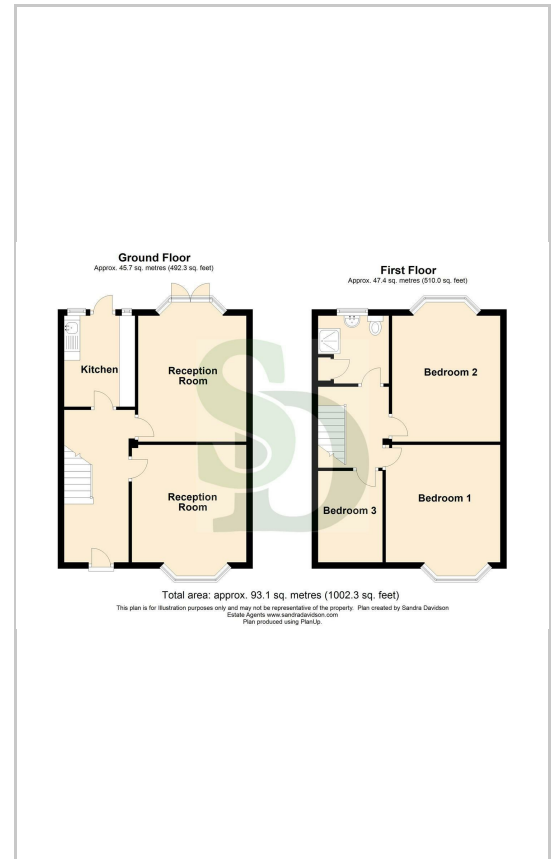 Ground Floor
Approx. 45.7 sq. metres (492.3 sq. feet)
Kitchen
Reception
Room
Reception
Room
First Floor
Approx. 47.4 sq. metres (510.0 sq. feet)
Bedroom 2
Bedroom 1
Bedroom 3
SD
Total area: approx. 93.1 sq. metres (1002.3 sq. feet)
This plan is for Illustration purposes only and may not be representative of the property. Plan created by Sandra Davidson
Estate Agents www.sandradavidson.com
Plan produced using PlanUp.